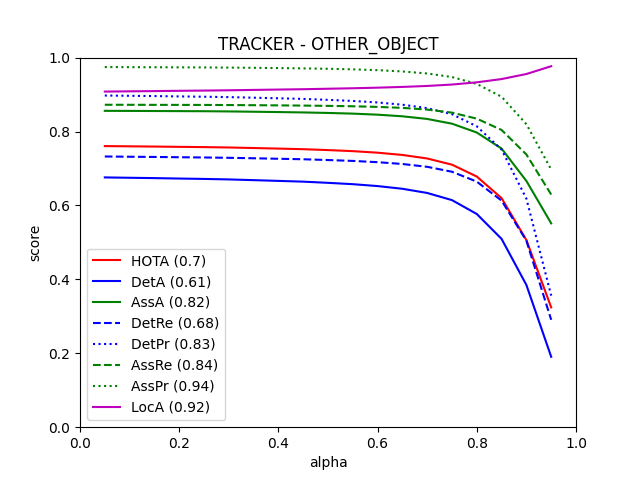 TRACKER - OTHER_OBJECT
1.0
0.8
0.6
0.4
0.2
0.0
score
HOTA (0.7)
DetA (0.61)
AssA (0.82)
DetRe (0.68)
DetPr (0.83)
AssRe (0.84)
AssPr (0.94)
LocA (0.92)
0.0 0.2 0.4 0.6 0.8 1.0
alpha